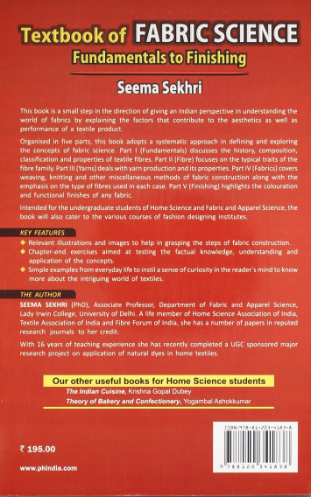 Textbook of FABRIC SCIENCE
Fundamentals to Finishing
Seema Sekhri
This book is a small step in the direction of giving an Indian perspective in understanding the
world of fabrics by explaining the factors that contribute to the aesthetics as well as
performance of a textile product.
Organised in five parts, this book adopts a systematic approach in defining and exploring
the concepts of fabric science. Part I (Fundamentals) discusses the history, composition,
classification and properties of textile fibres. Part II (Fibre) focuses on the typical traits of the
fibre family. Part III (Yarns) deals with yarn production and its properties. Part IV (Fabrics) covers
weaving, knitting and other miscellaneous methods of fabric construction along with the
emphasis on the type of fibres used in each case. Part V (Finishing) highlights the colouration
and functional finishes of any fabric.
Intended for the undergraduate students of Home Science and Fabric and Apparel Science, the
book will also cater to the various courses of fashion designing institutes.
KEY FEATURES
Relevant illustrations and images to help in grasping the steps of fabric construction.
Chapter-end exercises aimed at testing the factual knowledge, understanding and
application of the concepts.
Simple examples from everyday life to instil a sense of curiosity in the reader's mind to know
more about the intriguing world of textiles.
THE AUTHOR
SEEMA SEKHRI (PhD), Associate Professor, Department of Fabric and Apparel Science,
Lady Irwin College, University of Delhi. A life member of Home Science Association of India,
Textile Association of India and Fibre Forum of India, she has a number of papers in reputed
research journals to her credit.
With 16 years of teaching experience she has recently completed a UGC sponsored major
research project on application of natural dyes in home textiles.
Our other useful books for Home Science students
The Indian Cuisine, Krishna Gopal Dubey
Theory of Bakery and Confectionery, Yogambal Ashokkumar
ISBN:978-81-203-4183-8
₹ 195.00
www.phindia.com
9 788120 341838